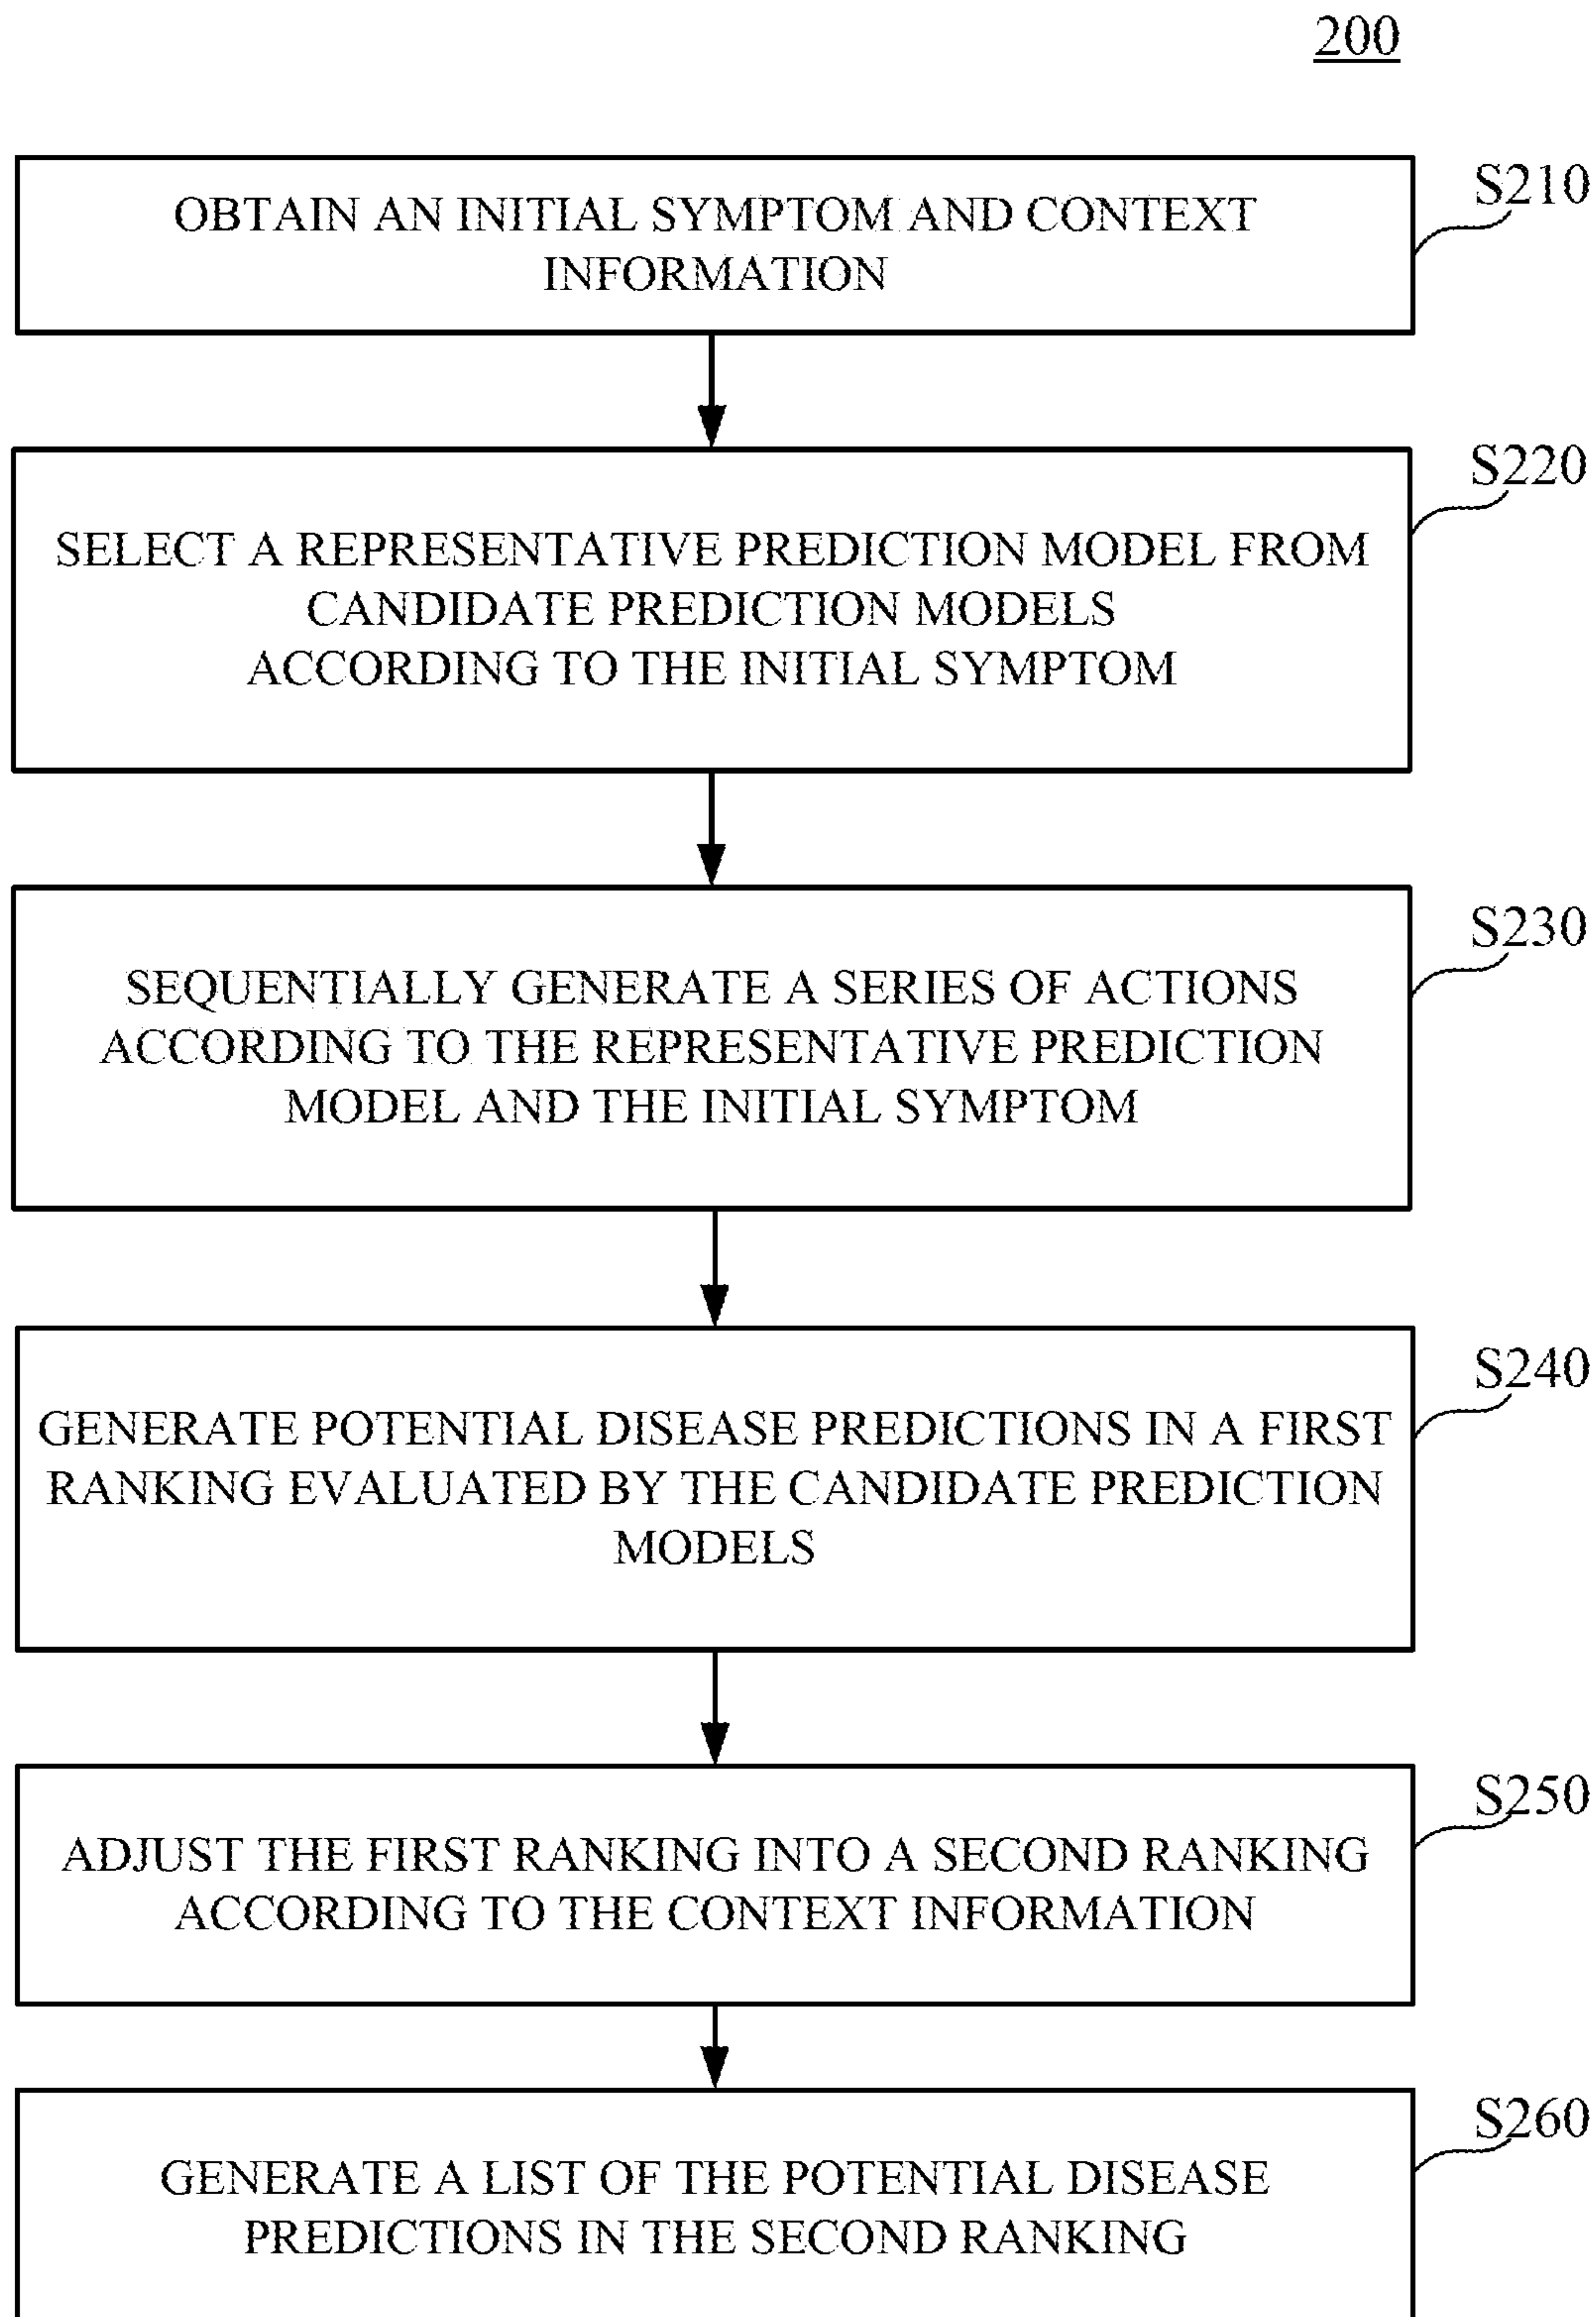 200
S210
OBTAIN AN INITIAL SYMPTOM AND CONTEXT
INFORMATION
S220
SELECT A REPRESENTATIVE PREDICTION MODEL FROM
CANDIDATE PREDICTION MODELS
ACCORDING TO THE INITIAL SYMPTOM
S230
SEQUENTIALLY GENERATE A SERIES OF ACTIONS
ACCORDING TO THE REPRESENTATIVE PREDICTION
MODEL AND THE INITIAL SYMPTOM
S240
GENERATE POTENTIAL DISEASE PREDICTIONS IN A FIRST
RANKING EVALUATED BY THE CANDIDATE PREDICTION
MODELS
S250
ADJUST THE FIRST RANKING INTO A SECOND RANKING
ACCORDING TO THE CONTEXT INFORMATION
S260
GENERATE A LIST OF THE POTENTIAL DISEASE
PREDICTIONS IN THE SECOND RANKING